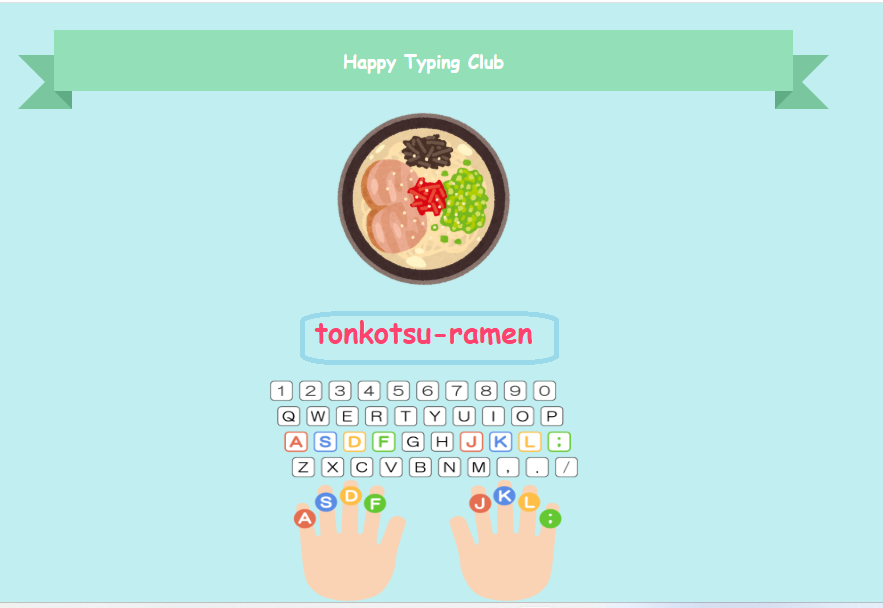 Happy Typing Club
tonkotsu-ramen
1 2 3 4 5 6 7 8 9 0
Q W E R T Y U I O P
A S D F G H J K L ;
Z X C V B N M , . /
A S D F J K L ;